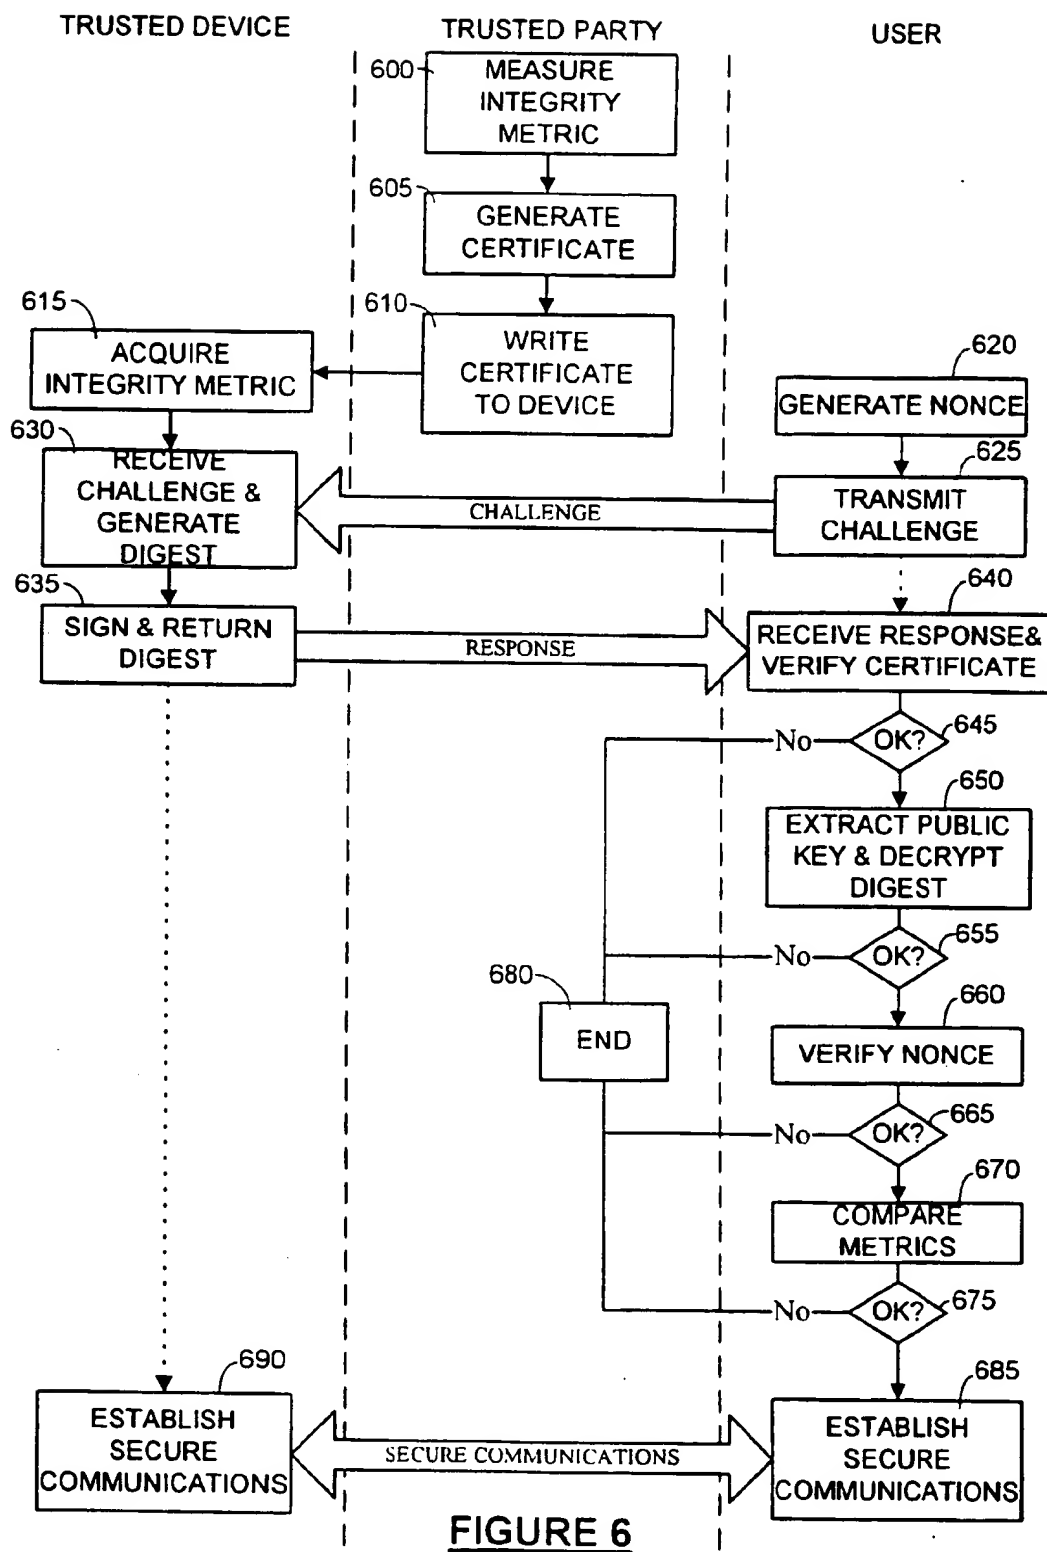 TRUSTED DEVICE
TRUSTED PARTY
USER
600
MEASURE
INTEGRITY
METRIC
605
GENERATE
CERTIFICATE
610
WRITE
CERTIFICATE
TO DEVICE
615
ACQUIRE
INTEGRITY METRIC
620
GENERATE NONCE
625
TRANSMIT
CHALLENGE
CHALLENGE
630
RECEIVE
CHALLENGE &
GENERATE
DIGEST
635
SIGN & RETURN
DIGEST
RESPONSE
640
RECEIVE RESPONSE&
VERIFY CERTIFICATE
No
OK?
645
650
EXTRACT PUBLIC
KEY & DECRYPT
DIGEST
No
OK?
655
680
END
660
VERIFY NONCE
No
OK?
665
670
COMPARE
METRICS
No
OK?
675
690
ESTABLISH
SECURE
COMMUNICATIONS
SECURE COMMUNICATIONS
685
ESTABLISH
SECURE
COMMUNICATIONS
FIGURE 6